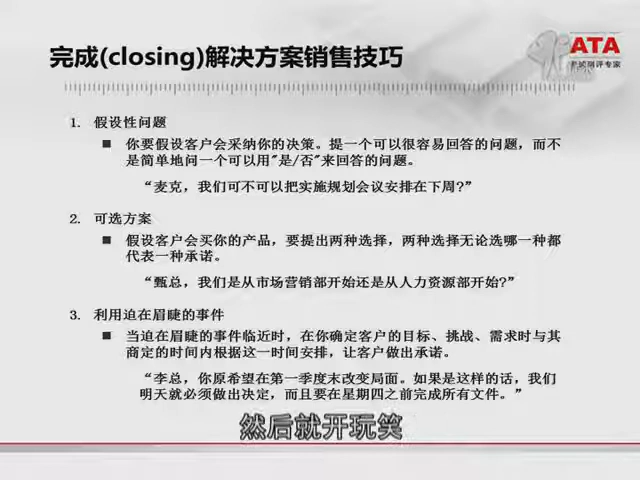 完成(closing)解决方案销售技巧
ATA
考试测评专家
1. 假设性问题
■ 你要假设客户会采纳你的决策。提一个可以很容易回答的问题，而不
是简单地问一个可以用"是/否"来回答的问题。
“麦克，我们可不可以把实施规划会议安排在下周?”
2. 可选方案
■ 假设客户会买你的产品，要提出两种选择，两种选择无论选哪一种都
代表一种承诺。
“甄总，我们是从市场营销部开始还是从人力资源部开始?”
3. 利用迫在眉睫的事件
■ 当迫在眉睫的事件临近时，在你确定客户的目标、挑战、需求时与其
商定的时间内根据这一时间安排，让客户做出承诺。
“李总，你原希望在第一季度末改变局面。如果是这样的话，我们
明天就必须做出决定，而且要在星期四之前完成所有文件。”
然后就开玩笑